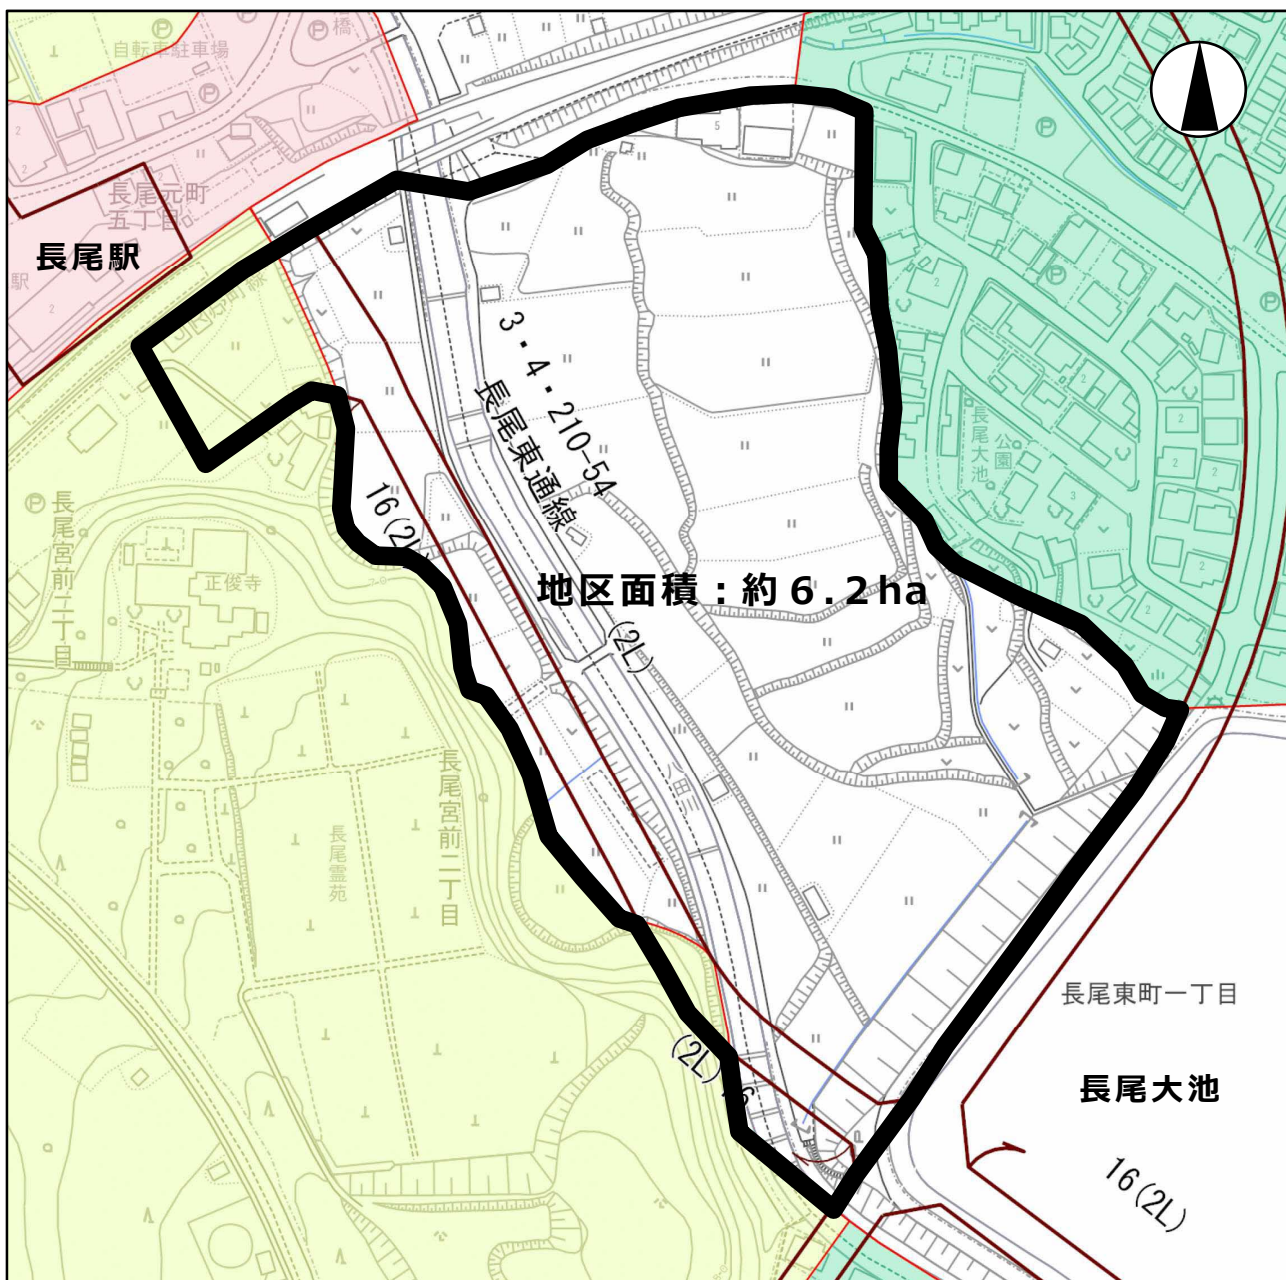 自転車駐車場
橋
長尾元町
五丁目
長尾駅
駅
3・4・210-54
長尾東通線
長尾大池
公園
16(2L)
長尾宮前二丁目
正俊寺
地区面積：約6.2ha
(2L)
長尾宮前二丁目
長尾霊苑
長尾東町一丁目
(2L)
長尾大池
16(2L)